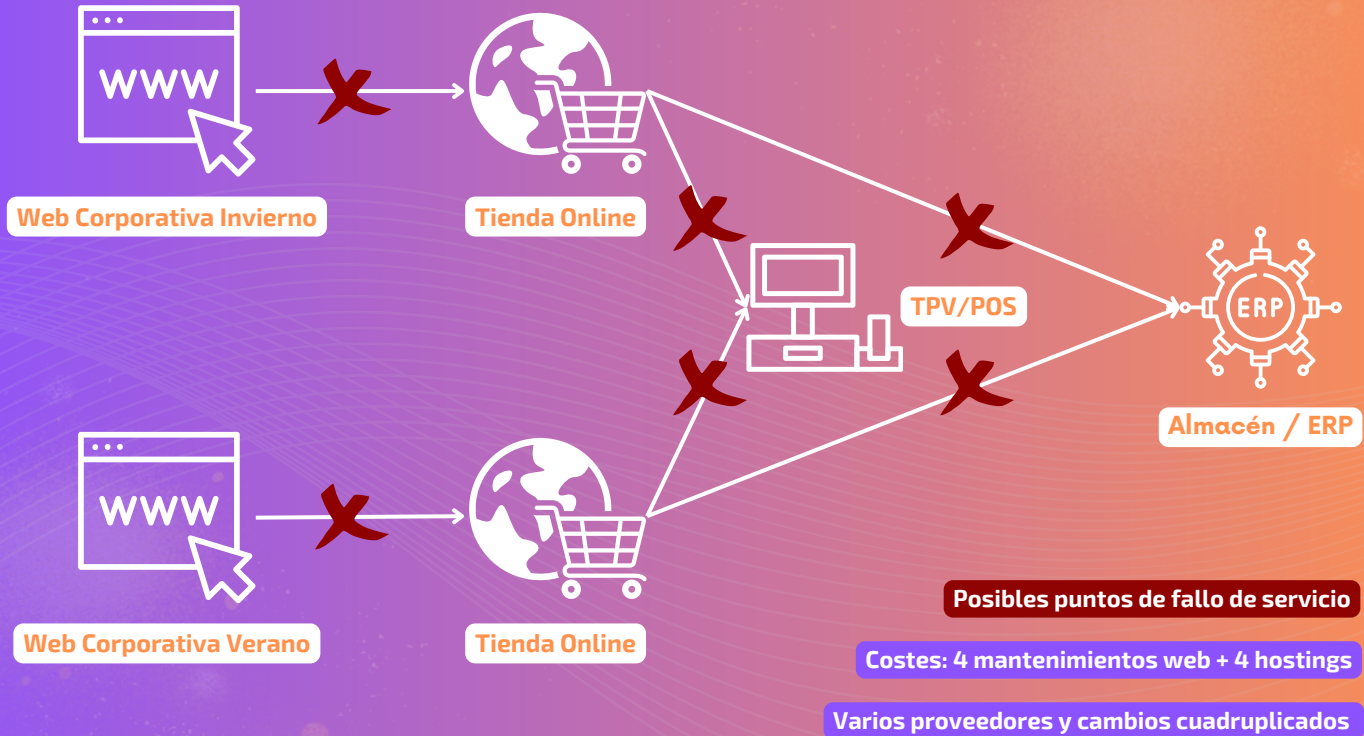 WWW
Web Corporativa Invierno
Tienda Online
TPV/POS
ERP
Almacén / ERP
WWW
Web Corporativa Verano
Tienda Online
Posibles puntos de fallo de servicio
Costes: 4 mantenimientos web + 4 hostings
Varios proveedores y cambios cuadruplicados